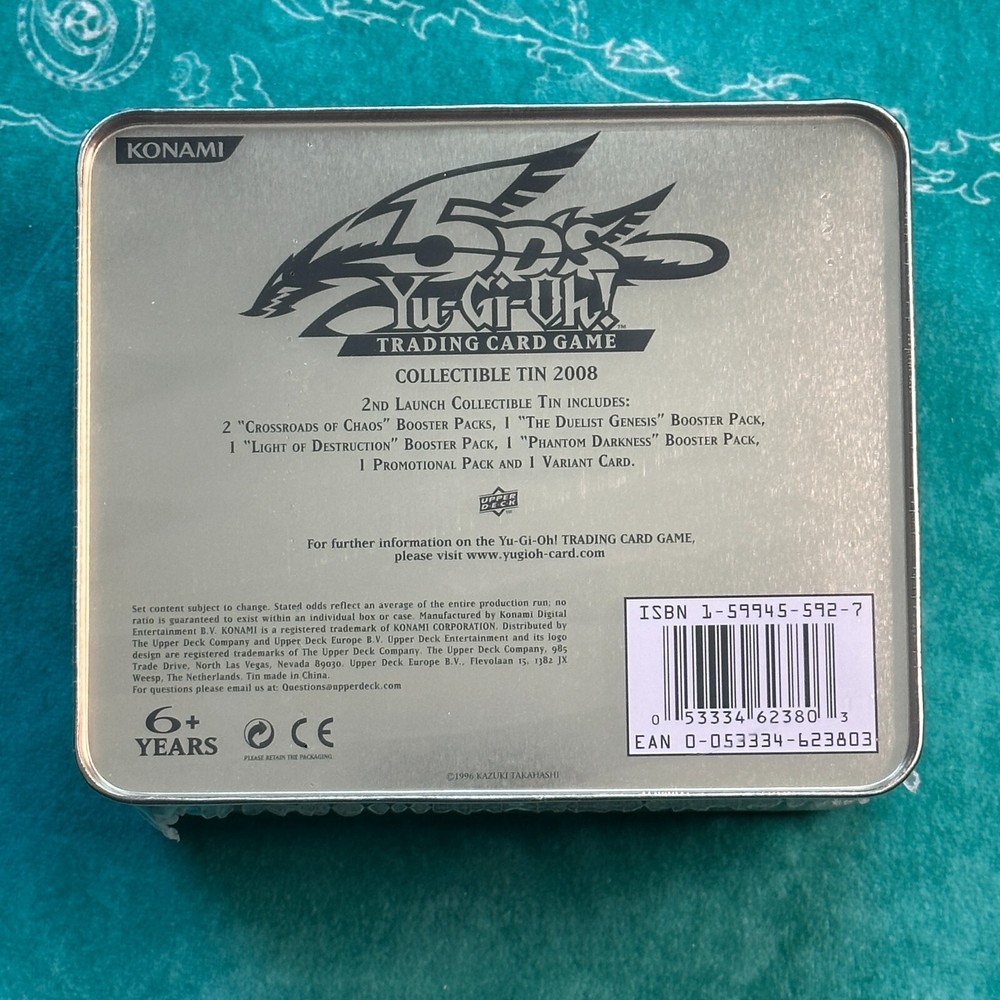 KONAMI
5DS
Yu-Gi-Oh!
TM
TRADING CARD GAME
COLLECTIBLE TIN 2008
2ND LAUNCH COLLECTIBLE TIN INCLUDES:
2 "CROSSROADS OF CHAOS" BOOSTER PACKS, 1 "THE DUELIST GENESIS" BOOSTER PACK,
1 "LIGHT OF DESTRUCTION" BOOSTER PACK, 1 "PHANTOM DARKNESS" BOOSTER PACK,
1 PROMOTIONAL PACK AND 1 VARIANT CARD.
UPPER
DECK
For further information on the Yu-Gi-Oh! TRADING CARD GAME,
please visit www.yugioh-card.com
Set content subject to change. Stated odds reflect an average of the entire production run; no
ratio is guaranteed to exist within an individual box or case. Manufactured by Konami Digital
Entertainment B.V. KONAMI is a registered trademark of KONAMI CORPORATION. Distributed by
The Upper Deck Company and Upper Deck Europe B.V. Upper Deck Entertainment and its logo
design are registered trademarks of The Upper Deck Company. The Upper Deck Company, 985
Trade Drive, North Las Vegas, Nevada 89030. Upper Deck Europe B.V., Flevolaan 15, 1382 JX
Weesp, The Netherlands. Tin made in China.
For questions please email us at: Questions@upperdeck.com
6+
YEARS
CE
PLEASE RETAIN THE PACKAGING
©1996 KAZUKI TAKAHASHI
ISBN 1-59945-592-7
0 53334 62380 3
EAN 0-053334-623803